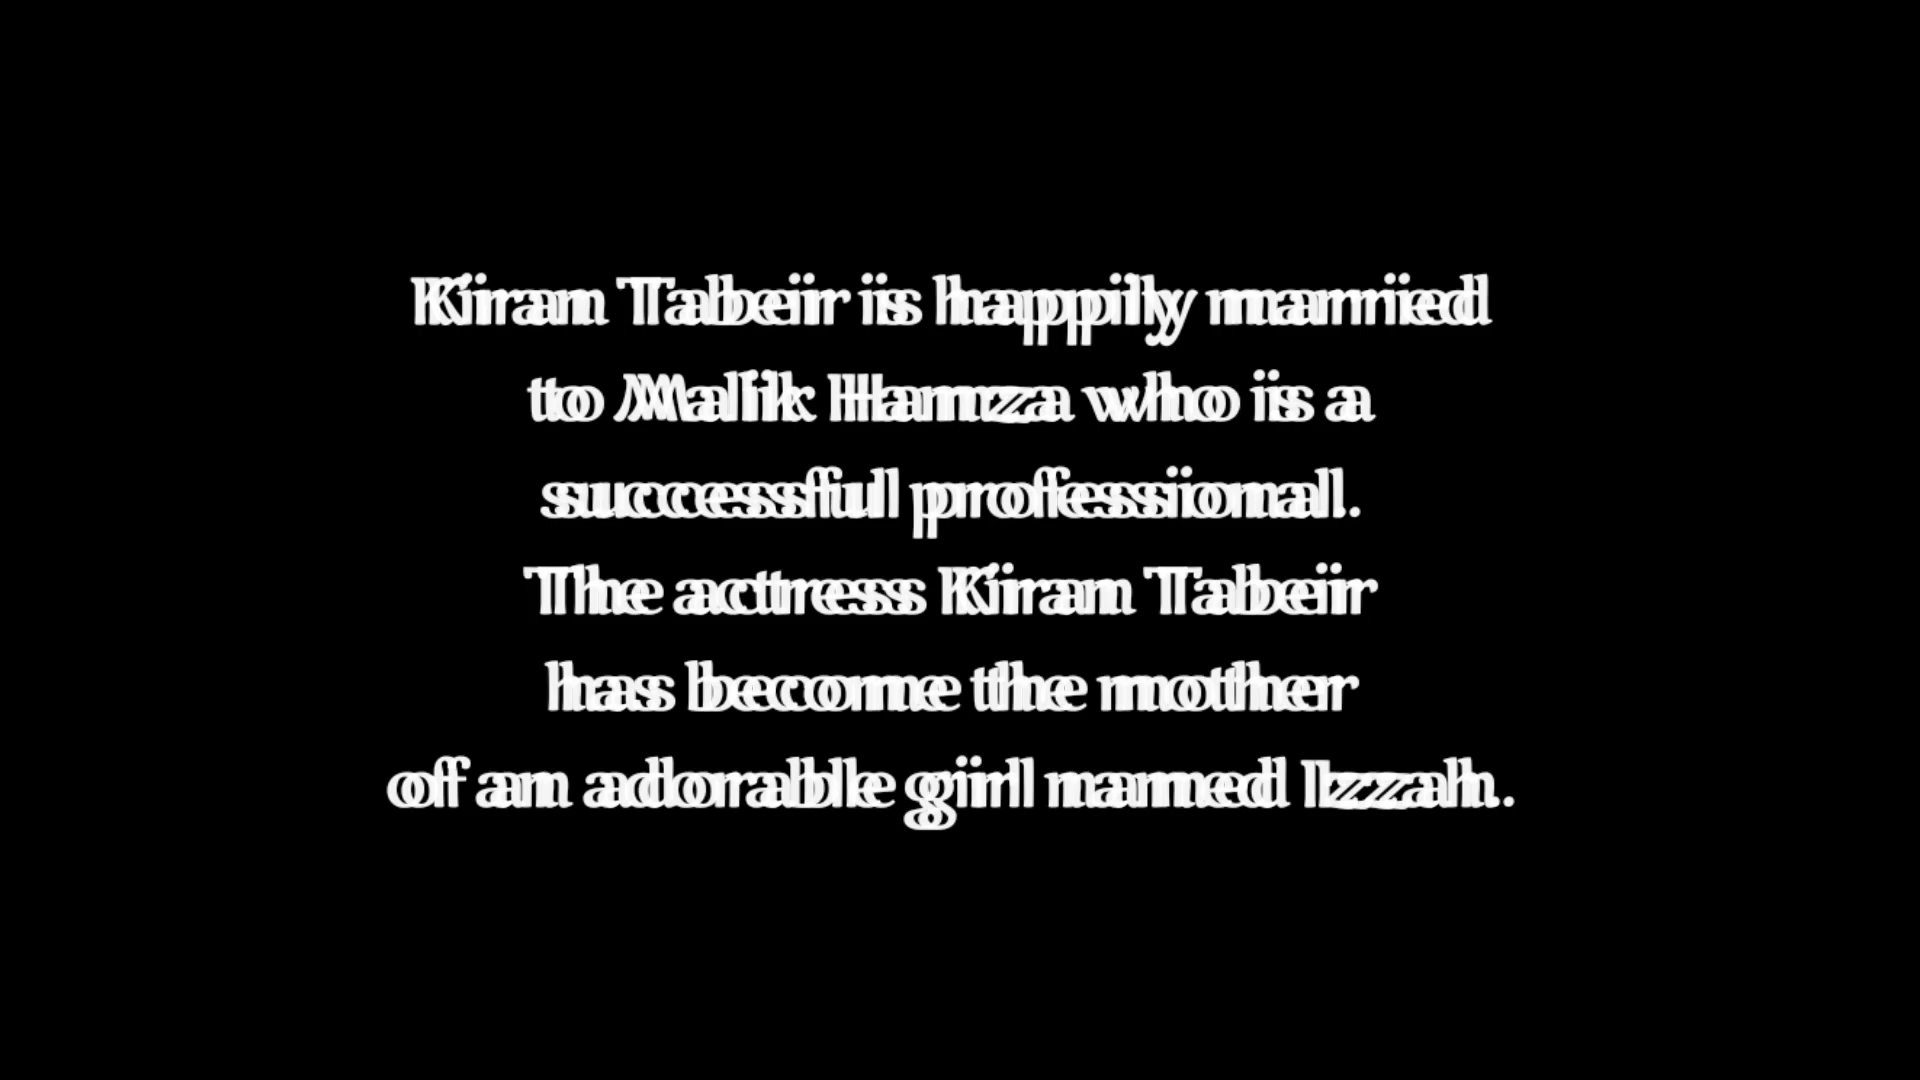 Kiran Tabeir is happily married
to Malik Hamza who is a
successful professional.
The actress Kiran Tabeir
has become the mother
of an adorable girl named Izzah.